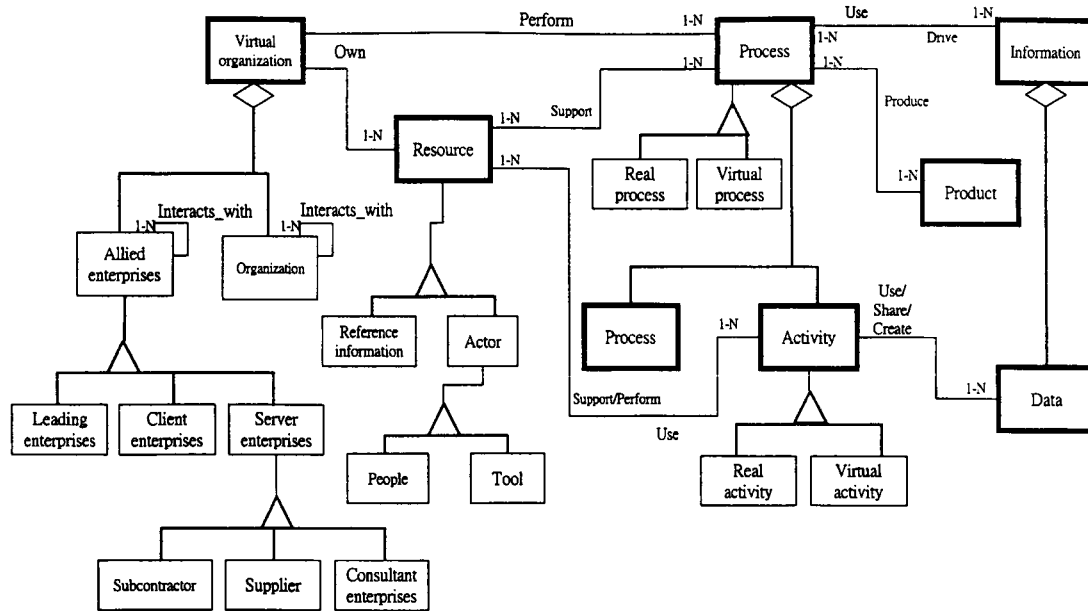 Perform
1-N
Use
1-N
Virtual
organization
Process
1-N
Drive
Information
Own
1-N
1-N
Support
Produce
1-N
1-N
Resource
1-N
Real
process
Virtual
process
1-N
Product
Interacts_with
1-N
Interacts_with
1-N
Allied
enterprises
Organization
Reference
information
Actor
Process
1-N
Activity
Use/
Share/
Create
1-N
Data
Leading
enterprises
Client
enterprises
Server
enterprises
Support/Perform
Use
People
Tool
Real
activity
Virtual
activity
Subcontractor
Supplier
Consultant
enterprises